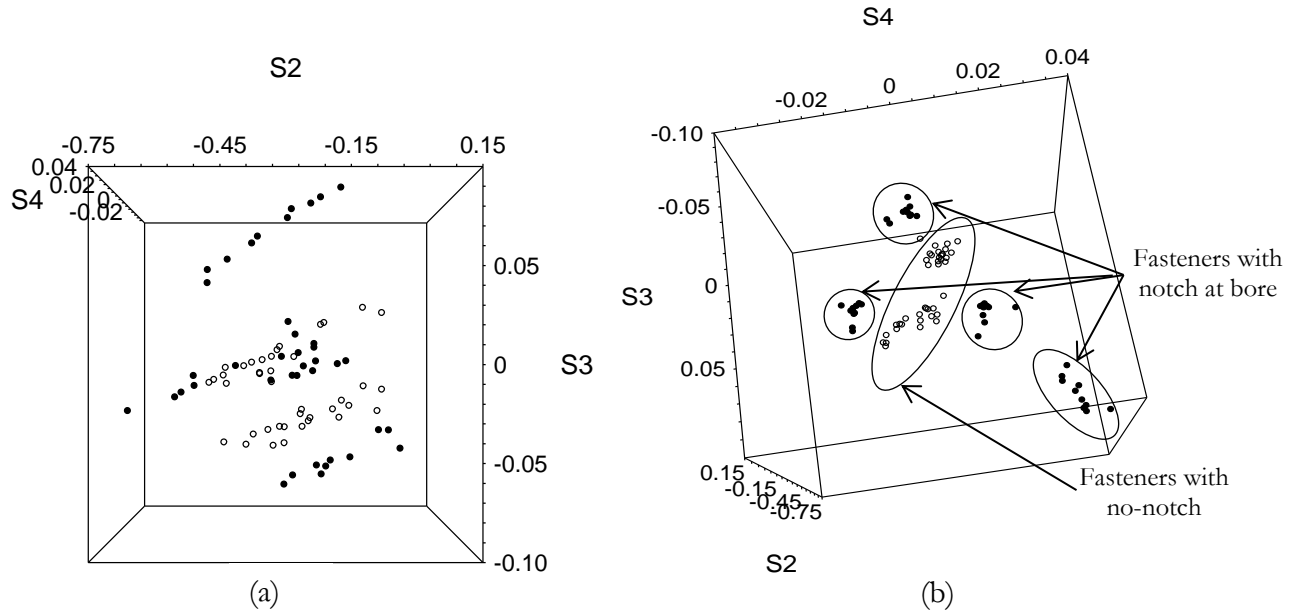 S2
-0.75 -0.45 -0.15 0.15
0.04
0.02
0
-0.02
S4
0.05
0
S3
-0.05
-0.10
(a)
S4
-0.02 0 0.02 0.04
-0.10
-0.05
0
S3
0.05
0.15
-0.15
-0.45
-0.75
S2
Fasteners with
notch at bore
Fasteners with
no-notch
(b)